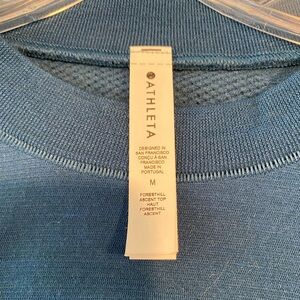 ATHLETA
DESIGNED IN
SAN FRANCISCO
CONÇU À SAN
FRANCISCO
MADE IN
PORTUGAL
M
FORESTHILL
ASCENT TOP
HAUT
FORESTHILL
ASCENT